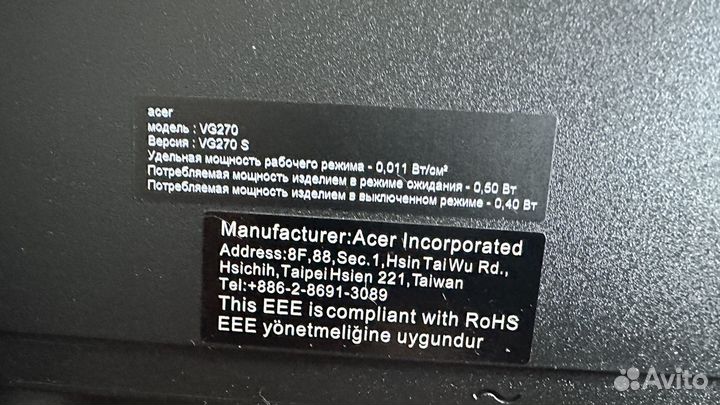 acer
модель : VG270
Версия : VG270 S
Удельная мощность рабочего режима - 0,011 Вт/см²
Потребляемая мощность изделием в режиме ожидания - 0,50 Вт
Потребляемая мощность изделием в выключенном режиме - 0,40 Вт
Manufacturer:Acer Incorporated
Address:8F,88,Sec.1,Hsin Tai Wu Rd.,
Hsichih,Taipei Hsien 221,Taiwan
Tel:+886-2-8691-3089
This EEE is compliant with RoHS
EEE yönetmeliğine uygundur
Avito